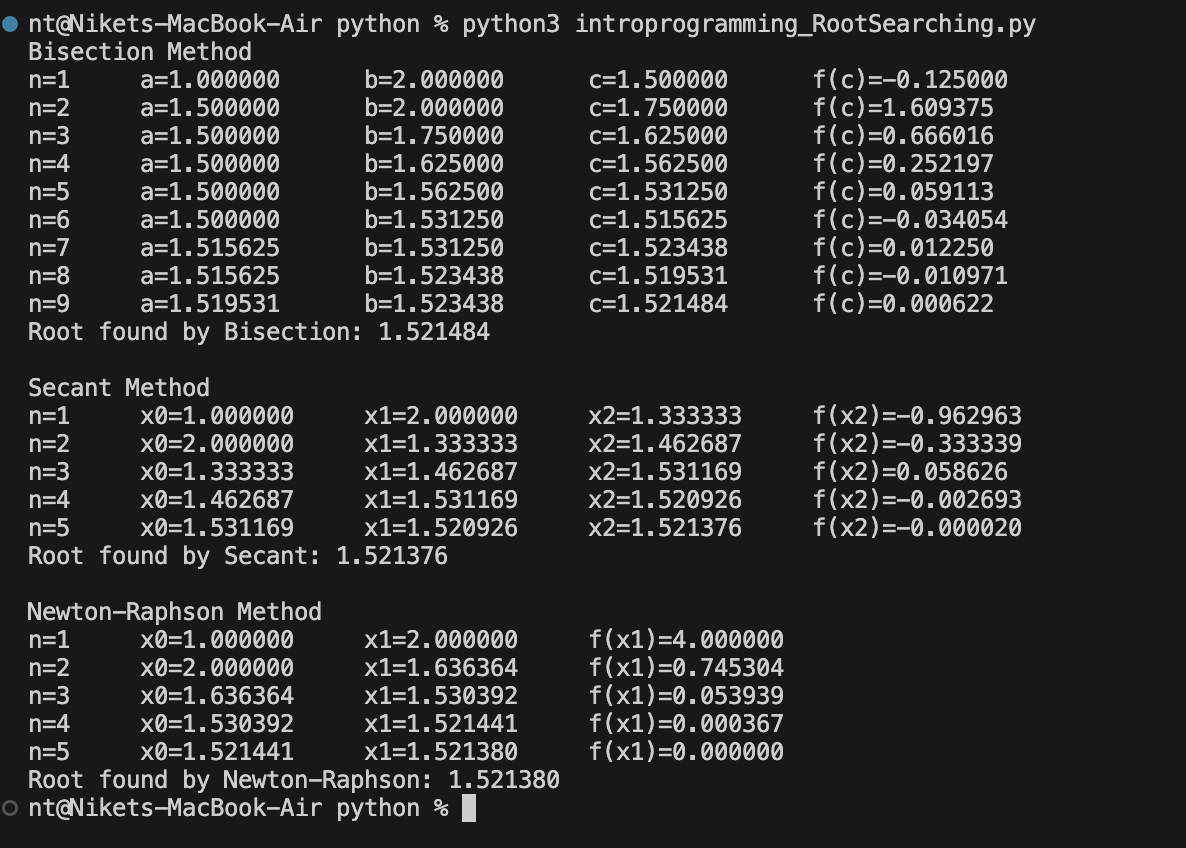 nt@Nikets-MacBook-Air python % python3 introprogramming_RootSearching.py
Bisection Method
n=1 a=1.000000 b=2.000000 c=1.500000 f(c)=-0.125000
n=2 a=1.500000 b=2.000000 c=1.750000 f(c)=1.609375
n=3 a=1.500000 b=1.750000 c=1.625000 f(c)=0.666016
n=4 a=1.500000 b=1.625000 c=1.562500 f(c)=0.252197
n=5 a=1.500000 b=1.562500 c=1.531250 f(c)=0.059113
n=6 a=1.500000 b=1.531250 c=1.515625 f(c)=-0.034054
n=7 a=1.515625 b=1.531250 c=1.523438 f(c)=0.012250
n=8 a=1.515625 b=1.523438 c=1.519531 f(c)=-0.010971
n=9 a=1.519531 b=1.523438 c=1.521484 f(c)=0.000622
Root found by Bisection: 1.521484
Secant Method
n=1 x0=1.000000 x1=2.000000 x2=1.333333 f(x2)=-0.962963
n=2 x0=2.000000 x1=1.333333 x2=1.462687 f(x2)=-0.333339
n=3 x0=1.333333 x1=1.462687 x2=1.531169 f(x2)=0.058626
n=4 x0=1.462687 x1=1.531169 x2=1.520926 f(x2)=-0.002693
n=5 x0=1.531169 x1=1.520926 x2=1.521376 f(x2)=-0.000020
Root found by Secant: 1.521376
Newton-Raphson Method
n=1 x0=1.000000 x1=2.000000 f(x1)=4.000000
n=2 x0=2.000000 x1=1.636364 f(x1)=0.745304
n=3 x0=1.636364 x1=1.530392 f(x1)=0.053939
n=4 x0=1.530392 x1=1.521441 f(x1)=0.000367
n=5 x0=1.521441 x1=1.521380 f(x1)=0.000000
Root found by Newton-Raphson: 1.521380
nt@Nikets-MacBook-Air python %